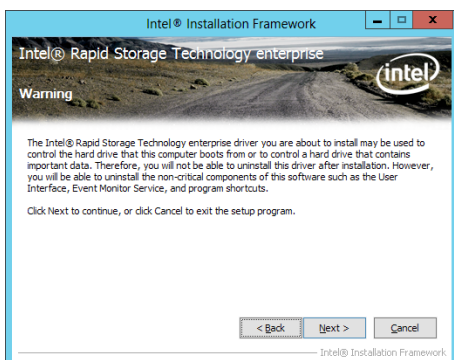 Intel® Installation Framework
x
Intel® Rapid Storage Technology enterprise
(intel)
Warning
The Intel® Rapid Storage Technology enterprise driver you are about to install may be used to
control the hard drive that this computer boots from or to control a hard drive that contains
important data. Therefore, you will not be able to uninstall this driver after installation. However,
you will be able to uninstall the non-critical components of this software such as the User
Interface, Event Monitor Service, and program shortcuts.
Click Next to continue, or click Cancel to exit the setup program.
< Back Next > Cancel
Intel® Installation Framework